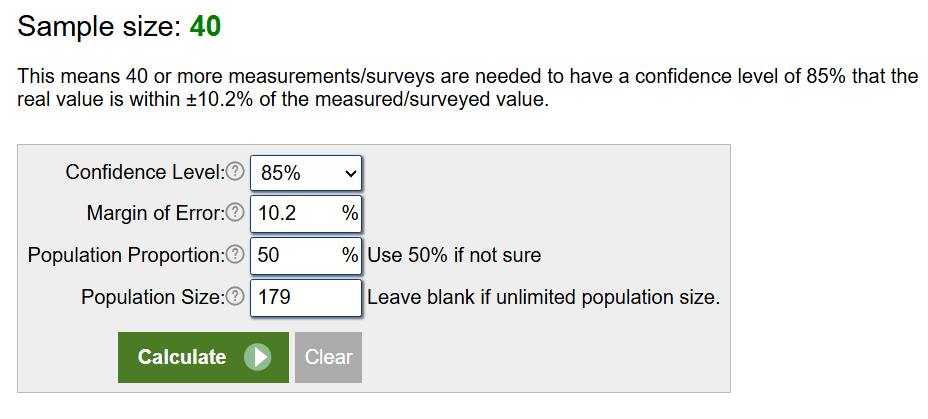 Sample size: 40
This means 40 or more measurements/surveys are needed to have a confidence level of 85% that the
real value is within ±10.2% of the measured/surveyed value.
Confidence Level:? 85%
Margin of Error:? 10.2 %
Population Proportion:? 50 % Use 50% if not sure
Population Size:? 179 Leave blank if unlimited population size.
Calculate Clear